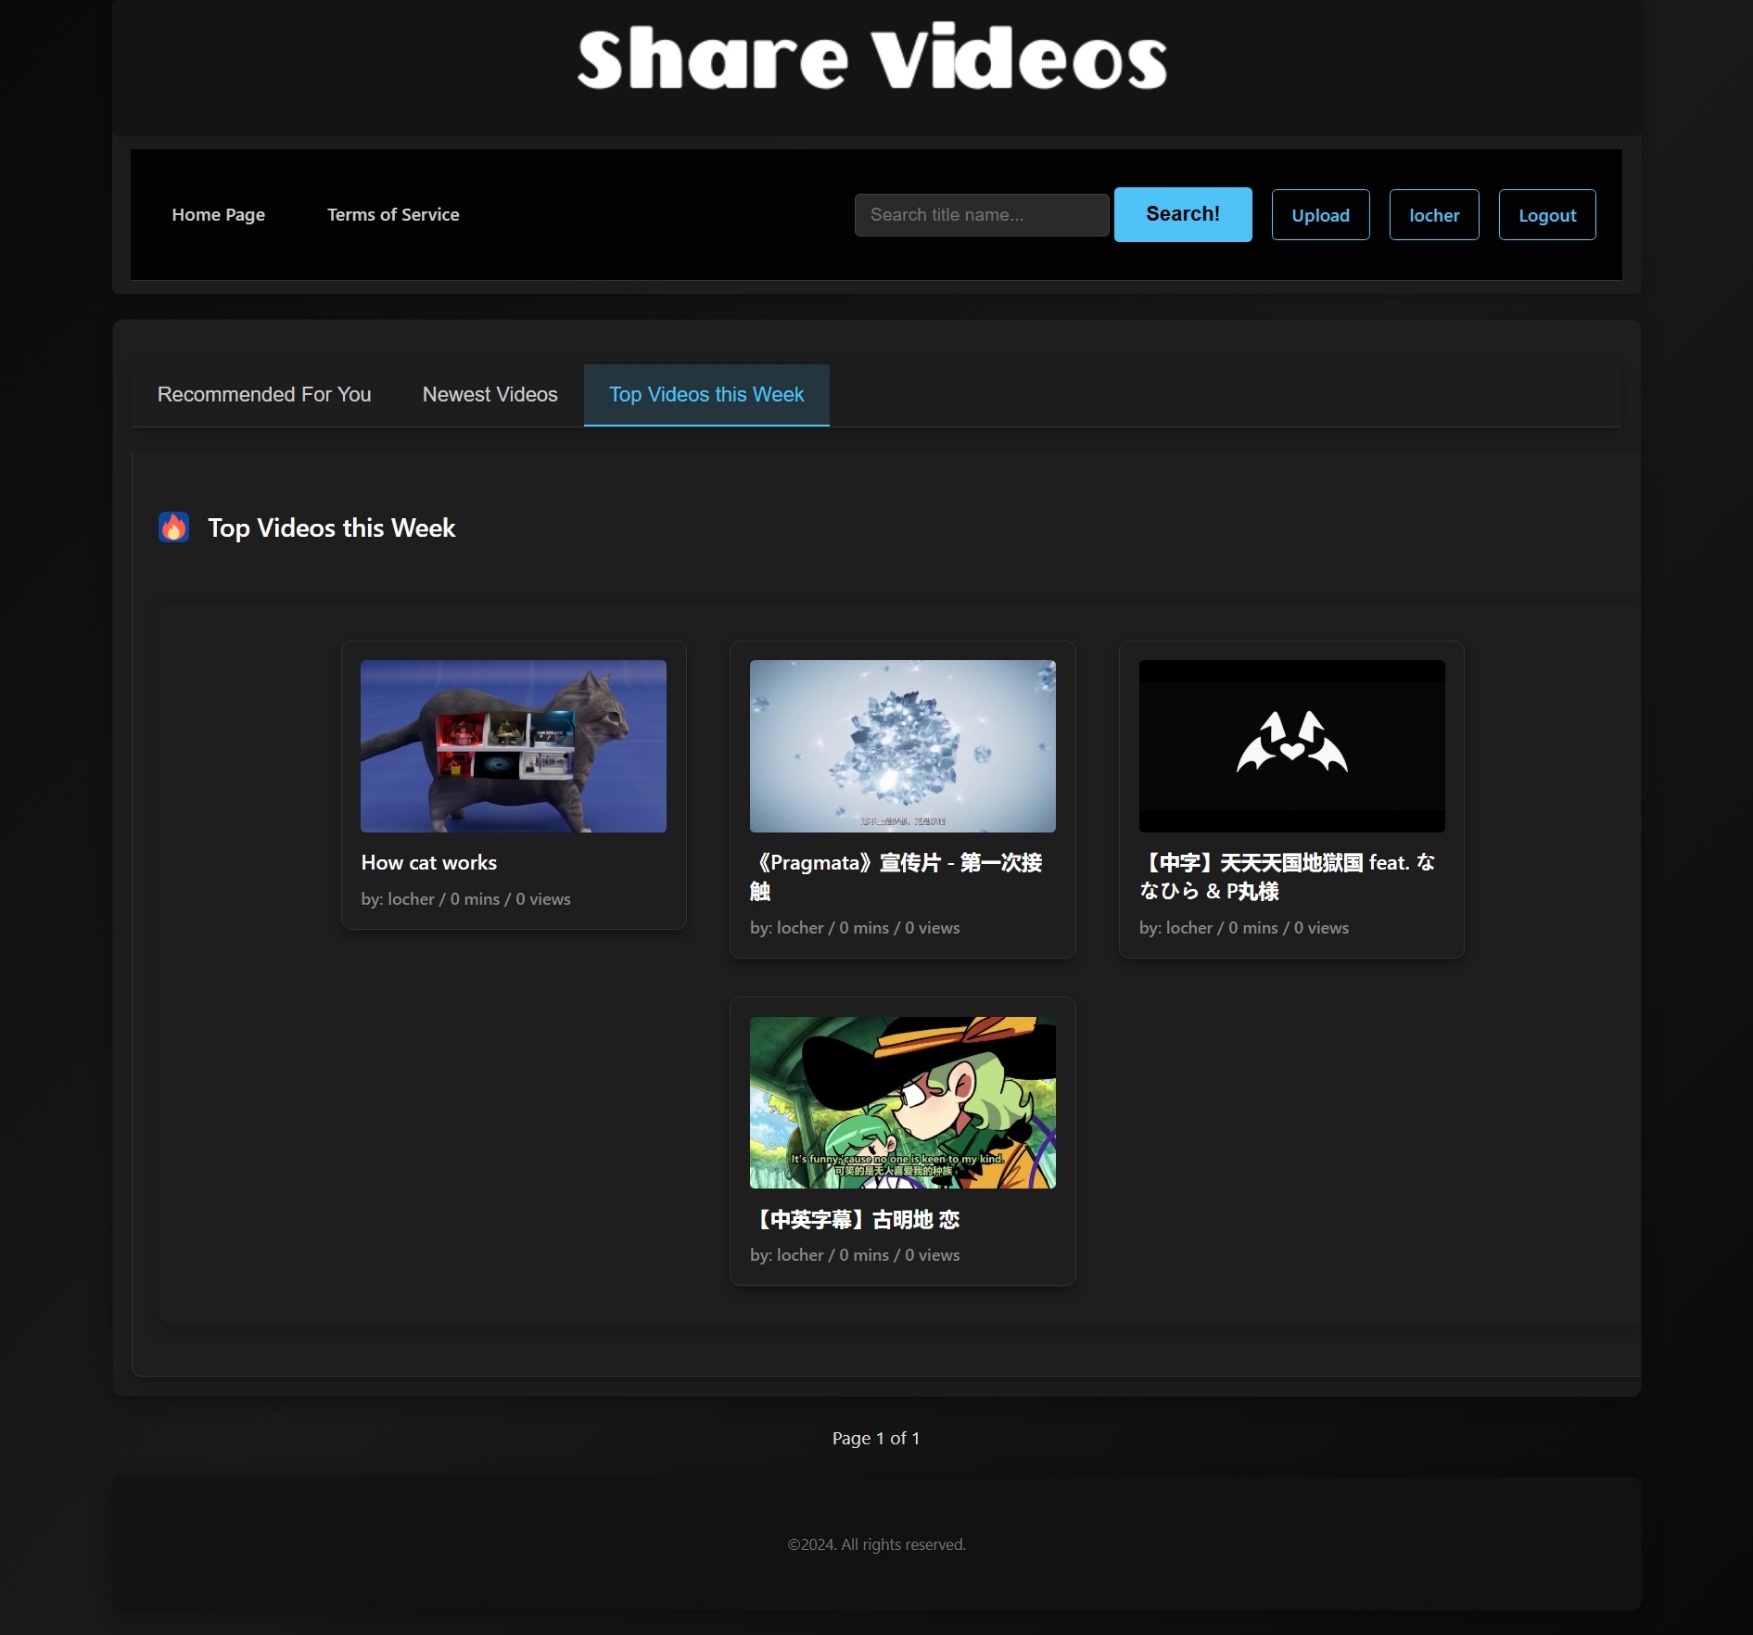 Share Videos
Home Page
Terms of Service
Search title name...
Search!
Upload
locher
Logout
Recommended For You
Newest Videos
Top Videos this Week
Top Videos this Week
How cat works
by: locher / 0 mins / 0 views
《Pragmata》宣传片 - 第一次接
触
by: locher / 0 mins / 0 views
【中字】天天天国地獄国 feat. な
なひら & P丸様
by: locher / 0 mins / 0 views
It's funny,'cause no one is keen to my kind.
可笑的是无人喜爱我的种族
【中英字幕】古明地 恋
by: locher / 0 mins / 0 views
Page 1 of 1
©2024. All rights reserved.